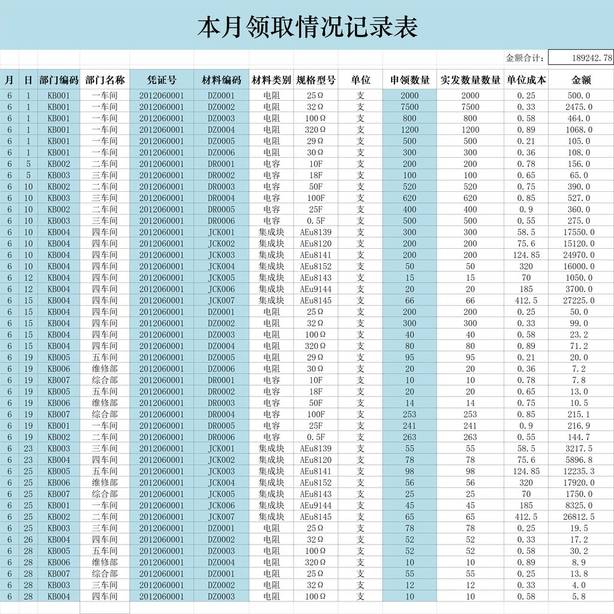 本月领取情况记录表
金额合计： 189242.78
月 日 部门编码 部门名称 凭证号 材料编码 材料类别 规格型号 单位 申领数量 实发数量数量 单位成本 金额
6 1 KB001 一车间 2012060001 DZ0001 电阻 25Ω 支 2000 2000 0.25 500.0
6 1 KB001 一车间 2012060001 DZ0002 电阻 32Ω 支 7500 7500 0.33 2475.0
6 1 KB001 一车间 2012060001 DZ0003 电阻 100Ω 支 800 800 0.58 464.0
6 1 KB001 一车间 2012060001 DZ0004 电阻 320Ω 支 1200 1200 0.89 1068.0
6 1 KB001 一车间 2012060001 DZ0005 电阻 29Ω 支 500 500 0.21 105.0
6 1 KB001 一车间 2012060001 DZ0006 电阻 30Ω 支 300 300 0.36 108.0
6 5 KB002 二车间 2012060001 DR0001 电容 10F 支 200 200 0.78 156.0
6 5 KB003 三车间 2012060001 DR0002 电容 18F 支 100 100 0.65 65.0
6 10 KB002 二车间 2012060001 DR0003 电容 50F 支 520 520 0.75 390.0
6 10 KB003 三车间 2012060001 DR0004 电容 100F 支 620 620 0.85 527.0
6 10 KB002 二车间 2012060001 DR0005 电容 25F 支 400 400 0.9 360.0
6 10 KB003 三车间 2012060001 DR0006 电容 0.5F 支 500 500 0.55 275.0
6 10 KB004 四车间 2012060001 JCK001 集成块 AEu8139 支 300 300 58.5 17550.0
6 10 KB004 四车间 2012060001 JCK002 集成块 AEu8120 支 200 200 75.6 15120.0
6 10 KB004 四车间 2012060001 JCK003 集成块 AEu8141 支 200 200 124.85 24970.0
6 10 KB004 四车间 2012060001 JCK004 集成块 AEu8152 支 50 50 320 16000.0
6 12 KB004 四车间 2012060001 JCK005 集成块 AEu8143 支 15 15 70 1050.0
6 12 KB004 四车间 2012060001 JCK006 集成块 AEu9144 支 20 20 185 3700.0
6 15 KB004 四车间 2012060001 JCK007 集成块 AEu8145 支 66 66 412.5 27225.0
6 15 KB004 四车间 2012060001 DZ0001 电阻 25Ω 支 200 200 0.25 50.0
6 15 KB004 四车间 2012060001 DZ0002 电阻 32Ω 支 300 300 0.33 99.0
6 15 KB004 四车间 2012060001 DZ0003 电阻 100Ω 支 40 40 0.58 23.2
6 15 KB004 四车间 2012060001 DZ0004 电阻 320Ω 支 80 80 0.89 71.2
6 19 KB005 五车间 2012060001 DZ0005 电阻 29Ω 支 95 95 0.21 20.0
6 19 KB006 维修部 2012060001 DZ0006 电阻 30Ω 支 20 20 0.36 7.2
6 19 KB007 综合部 2012060001 DR0001 电容 10F 支 10 10 0.78 7.8
6 19 KB005 五车间 2012060001 DR0002 电容 18F 支 20 20 0.65 13.0
6 19 KB006 维修部 2012060001 DR0003 电容 50F 支 14 14 0.75 10.5
6 19 KB007 综合部 2012060001 DR0004 电容 100F 支 253 253 0.85 215.1
6 19 KB001 一车间 2012060001 DR0005 电容 25F 支 241 241 0.9 216.9
6 19 KB002 二车间 2012060001 DR0006 电容 0.5F 支 263 263 0.55 144.7
6 23 KB003 三车间 2012060001 JCK001 集成块 AEu8139 支 55 55 58.5 3217.5
6 23 KB004 四车间 2012060001 JCK002 集成块 AEu8120 支 78 78 75.6 5896.8
6 25 KB005 五车间 2012060001 JCK003 集成块 AEu8141 支 98 98 124.85 12235.3
6 25 KB006 维修部 2012060001 JCK004 集成块 AEu8152 支 56 56 320 17920.0
6 25 KB007 综合部 2012060001 JCK005 集成块 AEu8143 支 25 25 70 1750.0
6 25 KB001 一车间 2012060001 JCK006 集成块 AEu9144 支 45 45 185 8325.0
6 25 KB002 二车间 2012060001 JCK007 集成块 AEu8145 支 65 65 412.5 26812.5
6 25 KB003 三车间 2012060001 DZ0001 电阻 25Ω 支 78 78 0.25 19.5
6 26 KB004 四车间 2012060001 DZ0002 电阻 32Ω 支 52 52 0.33 17.2
6 28 KB005 五车间 2012060001 DZ0003 电阻 100Ω 支 52 52 0.58 30.2
6 28 KB006 维修部 2012060001 DZ0004 电阻 320Ω 支 10 10 0.89 8.9
6 28 KB007 综合部 2012060001 DZ0001 电阻 25Ω 支 55 55 0.25 13.8
6 28 KB003 三车间 2012060001 DZ0002 电阻 32Ω 支 12 12 0.33 4.0
6 28 KB004 四车间 2012060001 DZ0003 电阻 100Ω 支 10 10 0.58 5.8